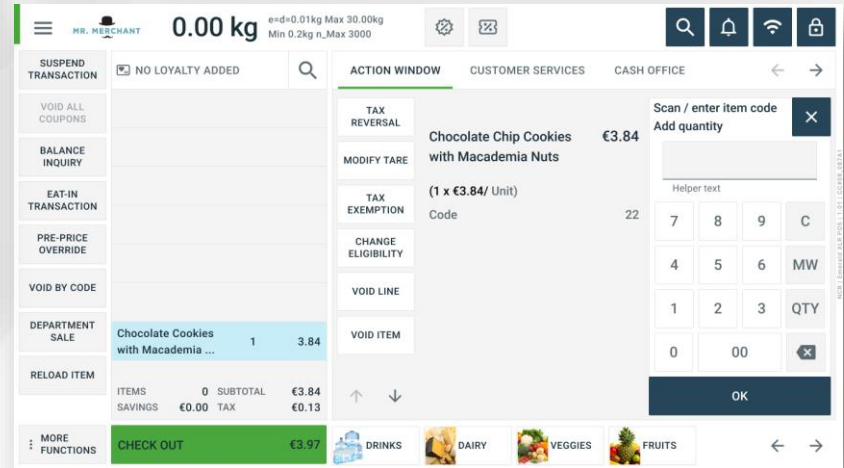 MR. MERCHANT
0.00 kg
e=d=0.01kg Max 30.00kg
Min 0.2kg n_Max 3000
SUSPEND
TRANSACTION
VOID ALL
COUPONS
BALANCE
INQUIRY
EAT-IN
TRANSACTION
PRE-PRICE
OVERRIDE
VOID BY CODE
DEPARTMENT
SALE
RELOAD ITEM
MORE
FUNCTIONS
NO LOYALTY ADDED
Chocolate Cookies
with Macademia ... 1 3.84
ITEMS 0 SUBTOTAL €3.84
SAVINGS €0.00 TAX €0.13
CHECK OUT €3.97
ACTION WINDOW CUSTOMER SERVICES CASH OFFICE
TAX
REVERSAL
MODIFY TARE
TAX
EXEMPTION
CHANGE
ELIGIBILITY
VOID LINE
VOID ITEM
Chocolate Chip Cookies €3.84
with Macademia Nuts
(1 x €3.84/ Unit)
Code 22
Scan / enter item code
Add quantity
Helper text
7 8 9 C
4 5 6 MW
1 2 3 QTY
0 00
OK
DRINKS DAIRY VEGGIES FRUITS